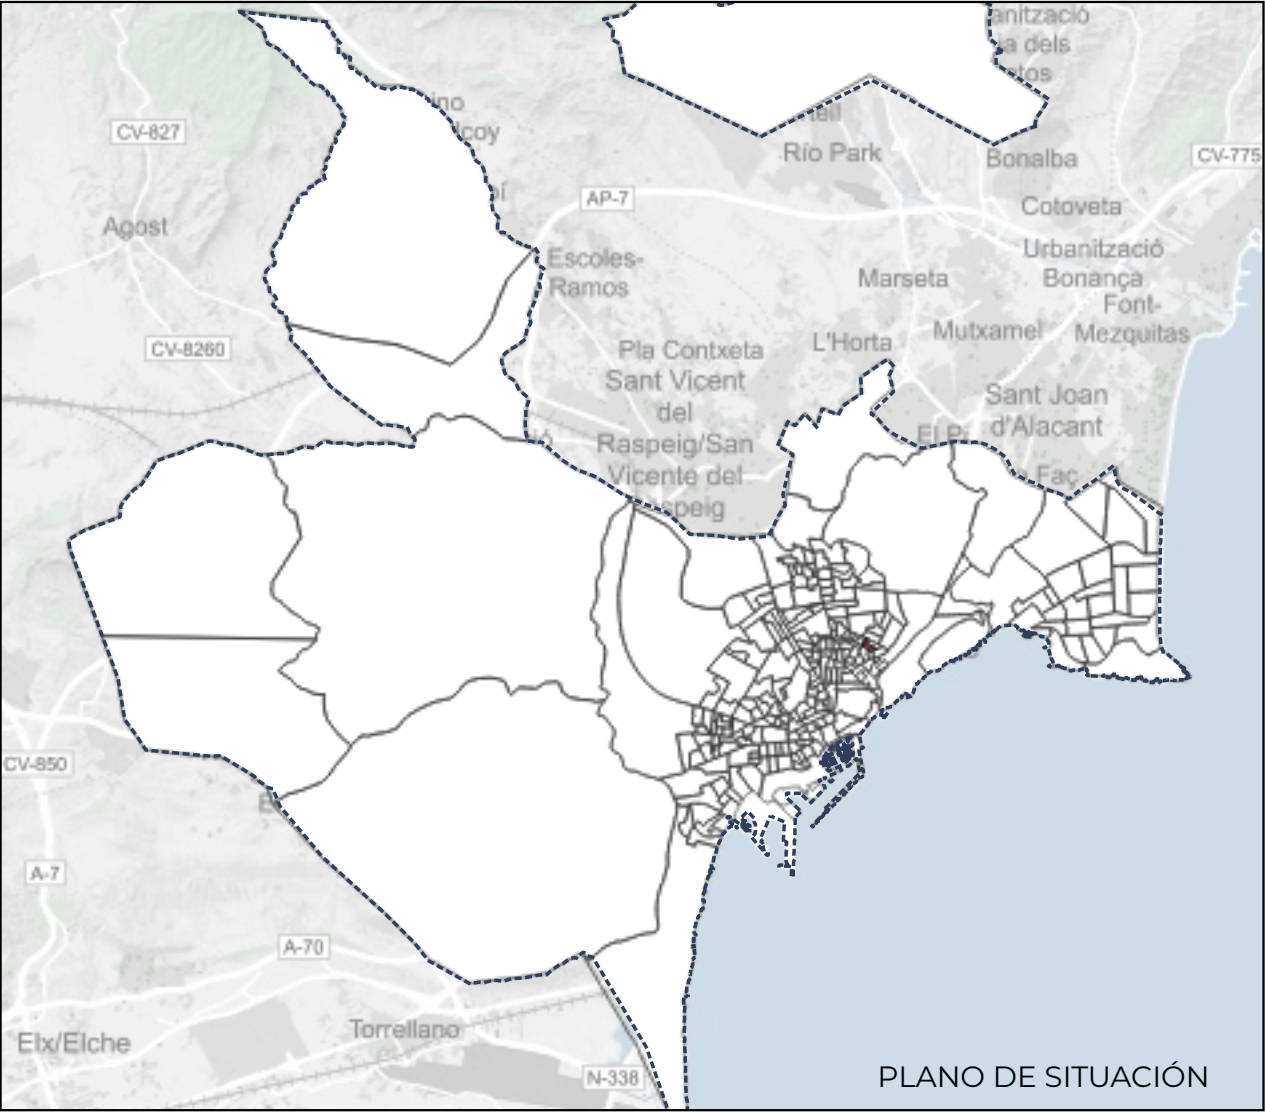 anització
ia dels
CV-827
Río Park
Bonalba
CV-775
AP-7
Cotoveta
Agost
Urbanització
Bonança
Escoles-
Ramos
Marseta
Font-
Mezquitas
Mutxamel
L'Horta
CV-8260
Pla Contxeta
Sant Vicent
del
Raspeig/San
Vicente del
speig
Sant Joan
d'Alacant
Faç
CV-850
A-7
A-70
Torrellano
Elx/Elche
N-338
PLANO DE SITUACIÓN